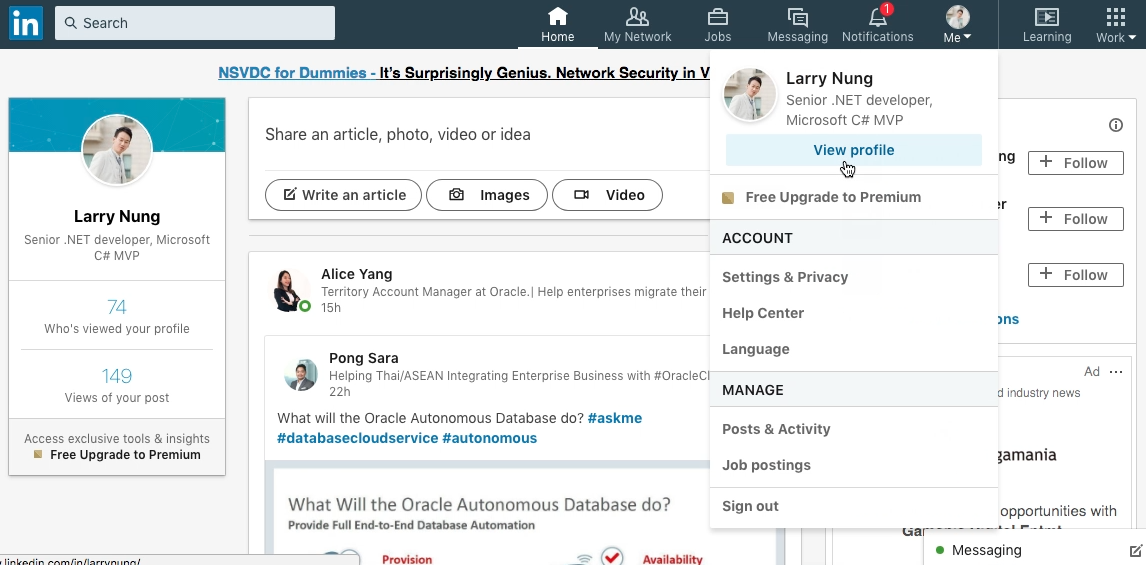 in
Search
Home
My Network
Jobs
Messaging
Notifications
1
Me
Learning
Work
NSVDC for Dummies - It's Surprisingly Genius. Network Security in V
Larry Nung
Senior .NET developer, Microsoft
C# MVP
74
Who's viewed your profile
149
Views of your post
Access exclusive tools & insights
Free Upgrade to Premium
Share an article, photo, video or idea
Write an article
Images
Video
Alice Yang
Territory Account Manager at Oracle.| Help enterprises migrate their
15h
Pong Sara
Helping Thai/ASEAN Integrating Enterprise Business with #OracleCl
22h
What will the Oracle Autonomous Database do? #askme
#databasecloudservice #autonomous
What Will the Oracle Autonomous Database do?
Provide Full End-to-End Database Automation
Provision
Availability
Larry Nung
Senior .NET developer,
Microsoft C# MVP
View profile
Free Upgrade to Premium
ACCOUNT
Settings & Privacy
Help Center
Language
MANAGE
Posts & Activity
Job postings
Sign out
ng
+ Follow
er
+ Follow
+ Follow
ons
Ad ...
d industry news
gamania
opportunities with
Messaging
.linkedin.com/in/larrynung/